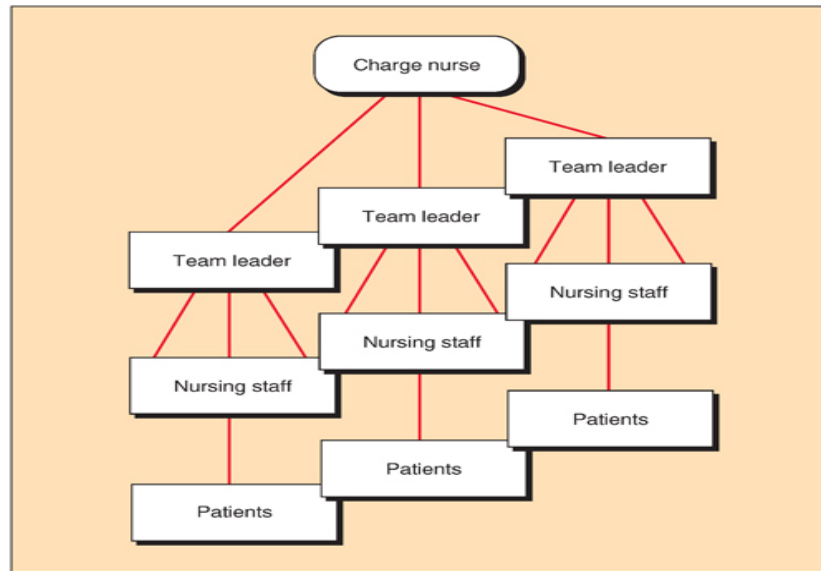 Charge nurse
Team leader
Team leader
Team leader
Nursing staff
Nursing staff
Nursing staff
Patients
Patients
Patients